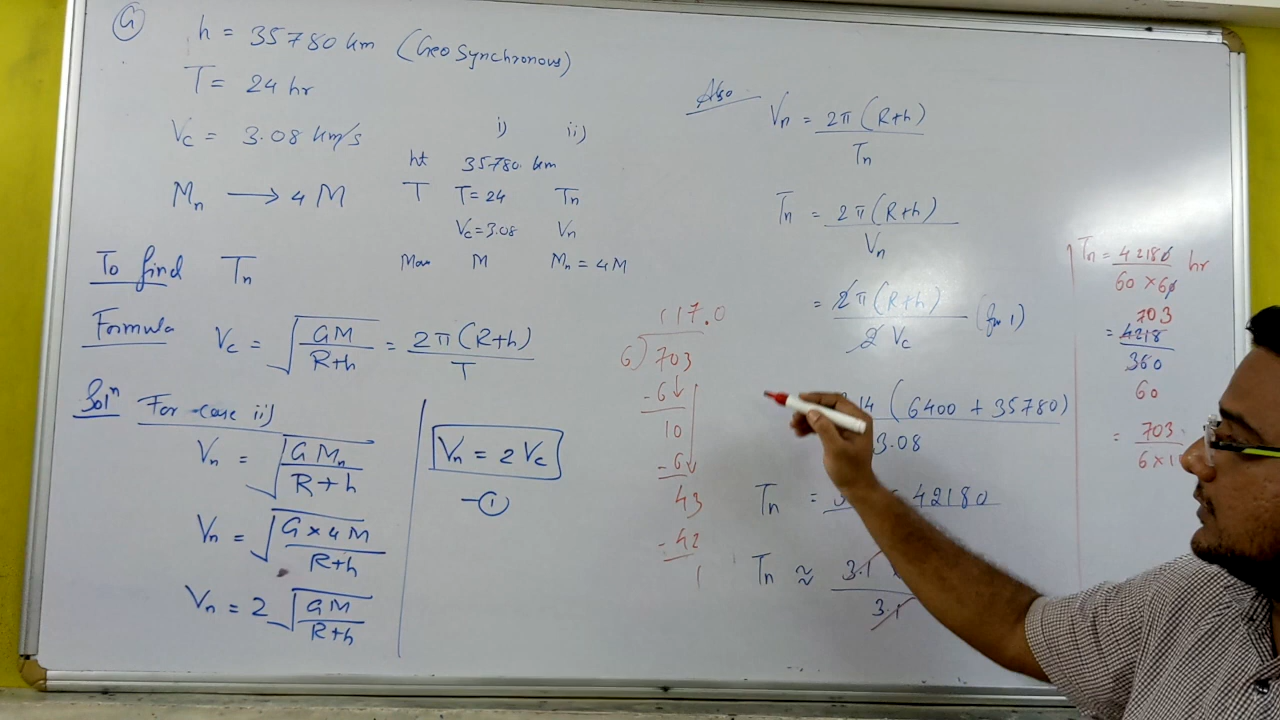 G
h = 35780 km (Geo Synchronous)
T = 24 hr
Vc = 3.08 km/s
Mn → 4M
i) ii)
ht 35780 km
T T = 24 Tn
Vc = 3.08 Vn
Mass M Mn = 4M
To find Tn
Formula Vc = √(GM / R+h) = 2π(R+h) / T
Solⁿ For case ii)
Vn = √(GMn / R+h)
Vn = √(G × 4M / R+h)
Vn = 2 √(GM / R+h)
Vn = 2 Vc
— ①
117.0
6) 703
-6
10
-6
43
-42
1
Also Vn = 2π(R+h) / Tn
Tn = 2π(R+h) / Vn
= 2π(R+h) / 2 Vc (fm 1)
14 (6400 + 35780)
3.08
Tn = 42180
Tn ≈ 3.1
3.1
Tn = 42180 / 60 × 60 hr
703
= 4218 / 360
60
= 703 / 6×1